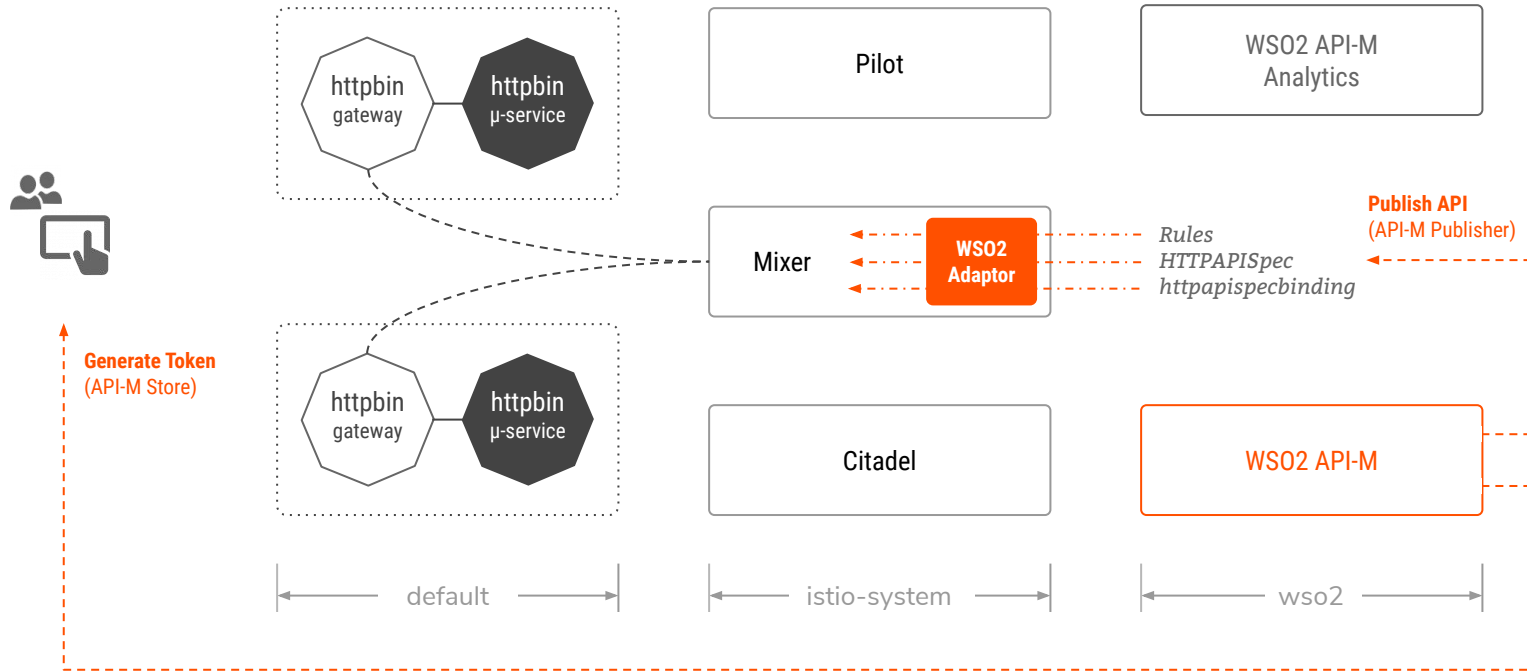 httpbin
gateway
httpbin
µ-service
Pilot
WSO2 API-M
Analytics
Mixer
WSO2
Adaptor
Rules
HTTPAPISpec
httpapispecbinding
Publish API
(API-M Publisher)
Generate Token
(API-M Store)
httpbin
gateway
httpbin
µ-service
Citadel
WSO2 API-M
default
istio-system
wso2